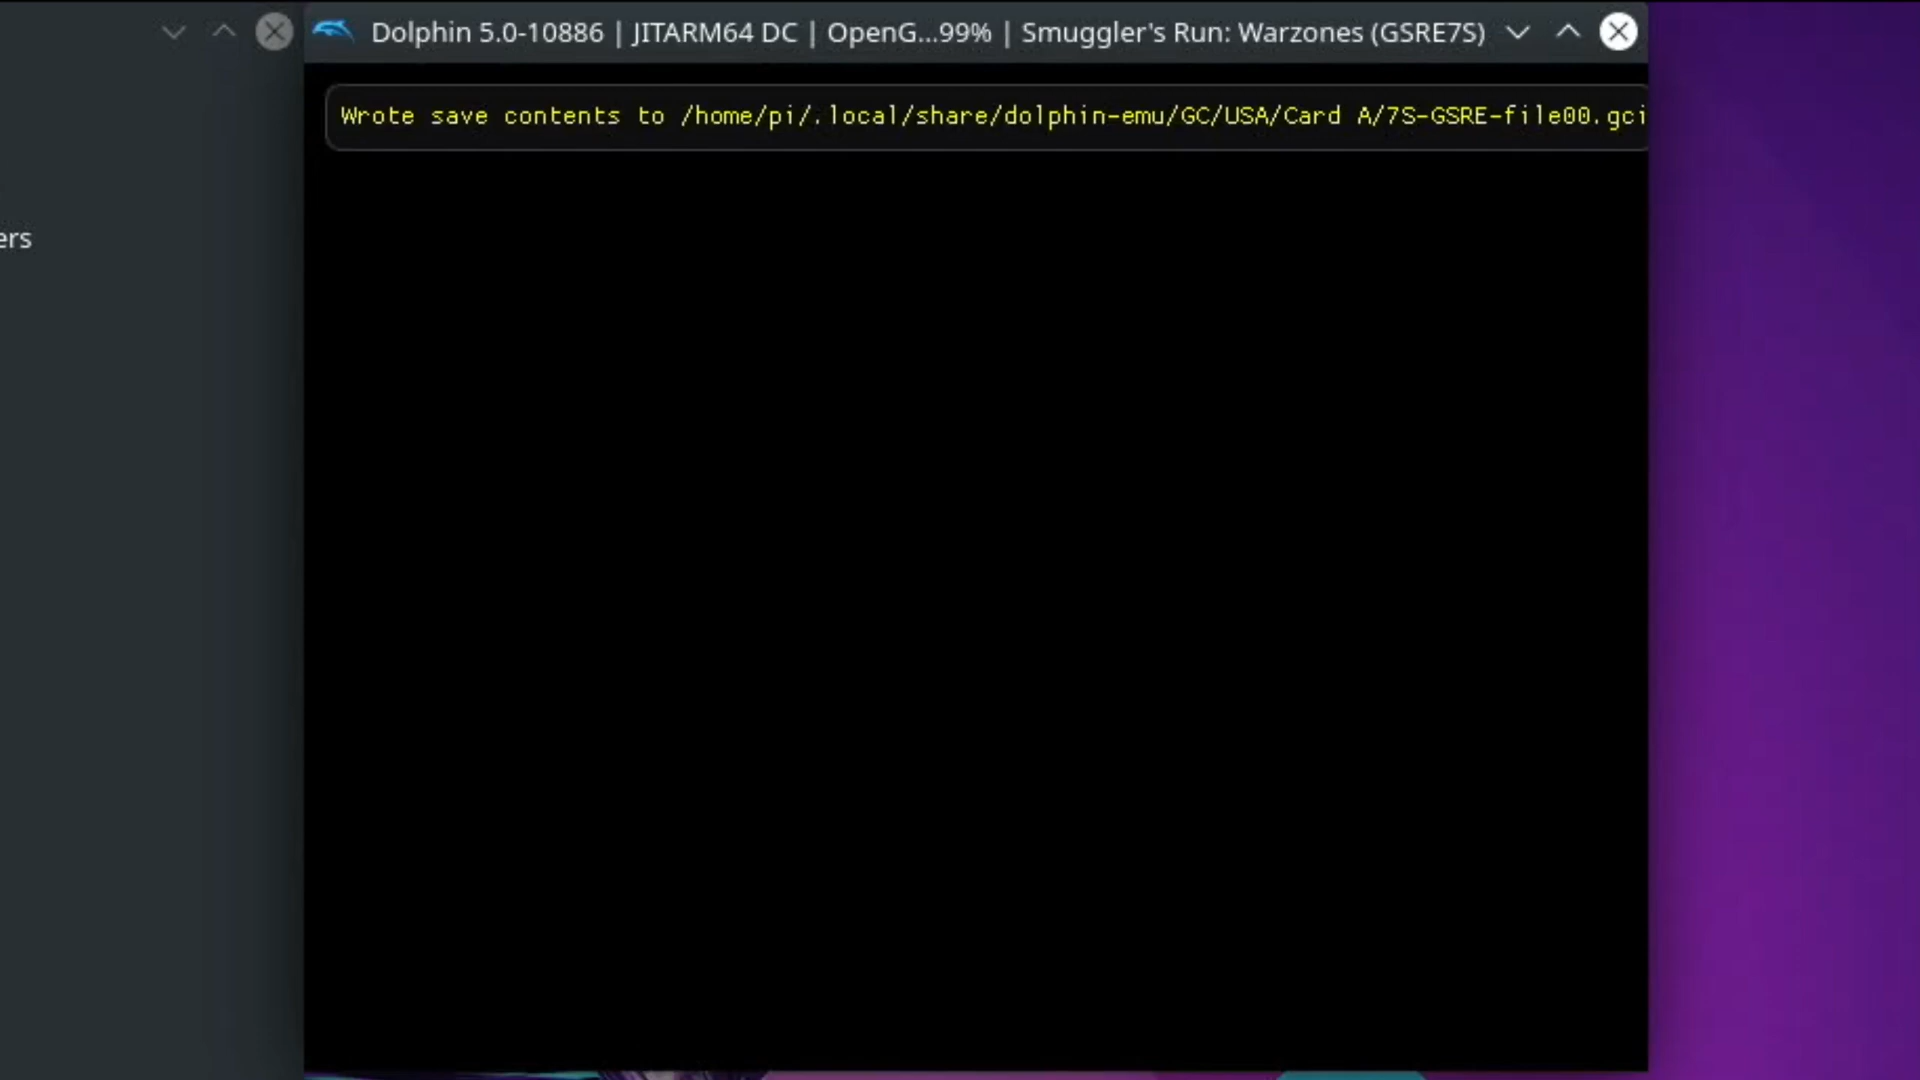 Dolphin 5.0-10886 | JITARM64 DC | OpenG...99% | Smuggler's Run: Warzones (GSRE7S)
Wrote save contents to /home/pi/.local/share/dolphin-emu/GC/USA/Card A/7S-GSRE-file00.gci
ers